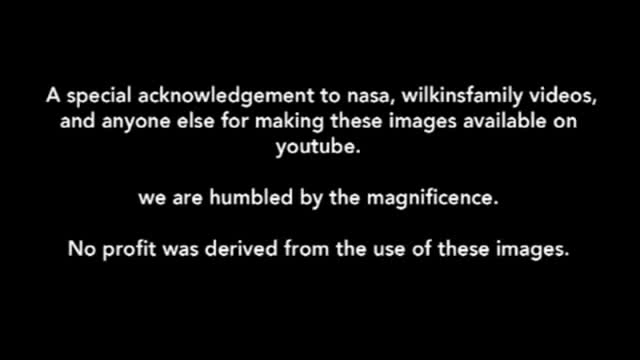 A special acknowledgement to nasa, wilkinsfamily videos,
and anyone else for making these images available on
youtube.
we are humbled by the magnificence.
No profit was derived from the use of these images.